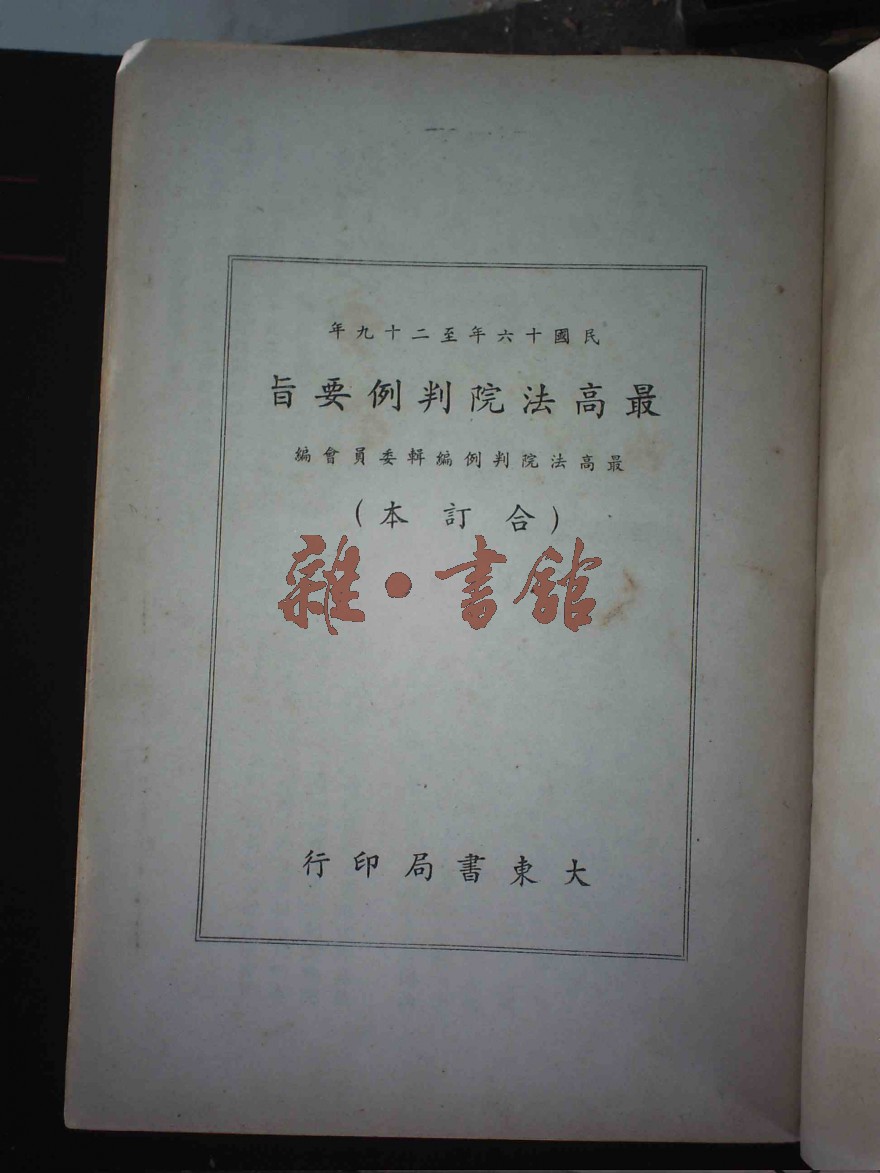 民國十六年至二十九年
最高法院判例要旨
最高法院判例編輯委員會編
(合訂本)
雜·書館
大東書局印行